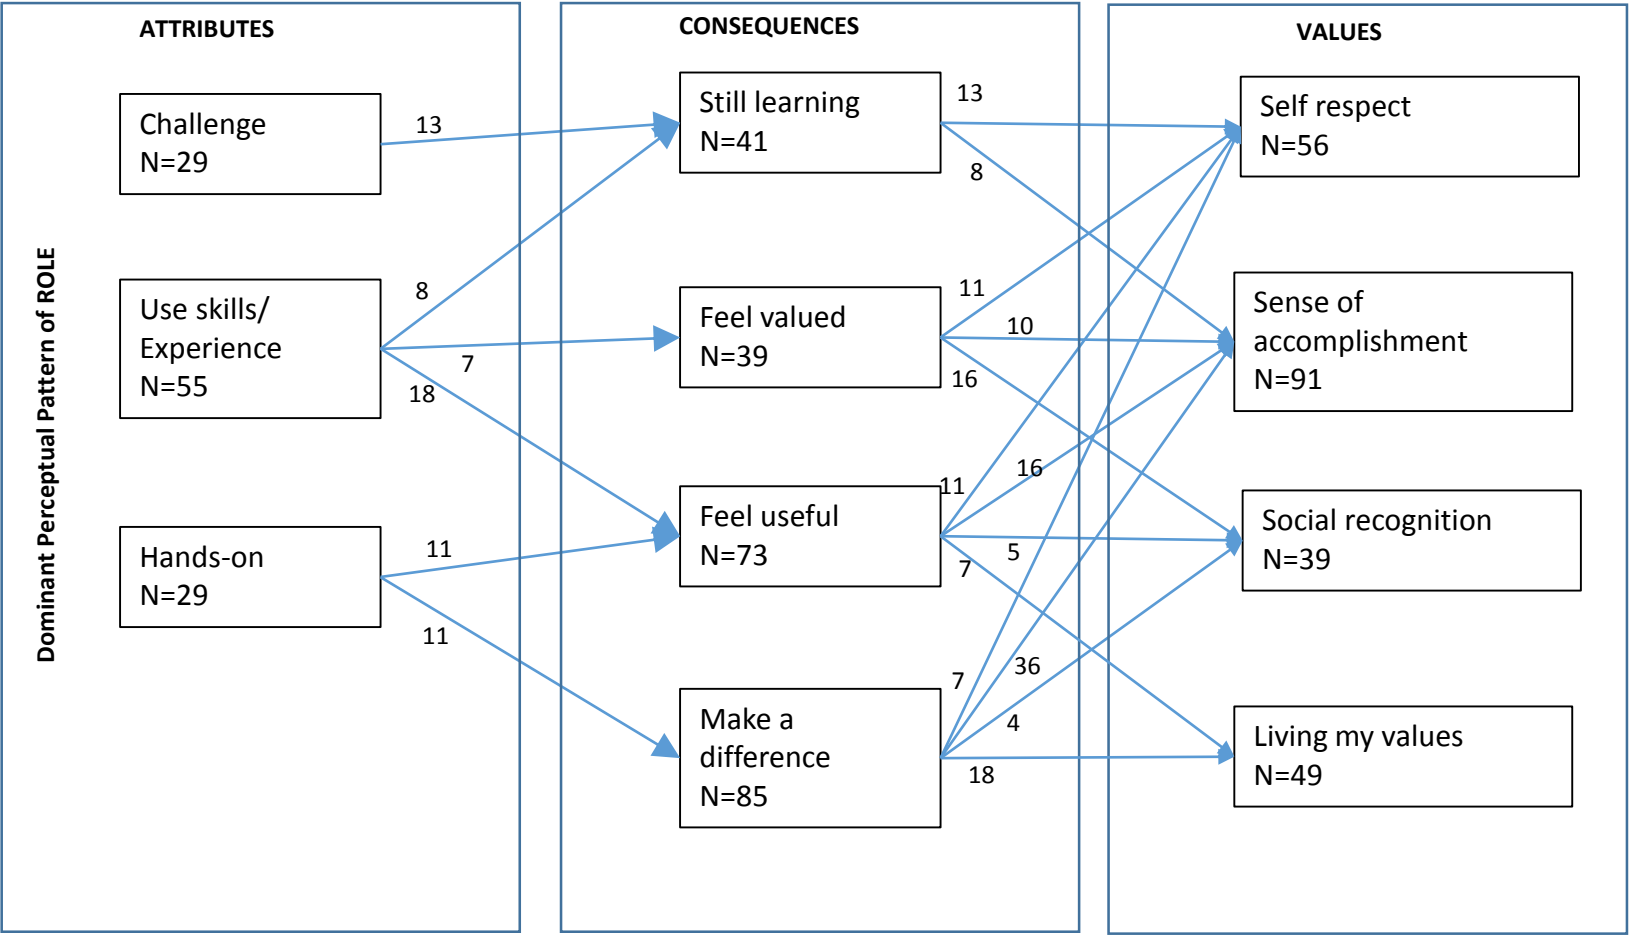 ATTRIBUTES
CONSEQUENCES
VALUES
Dominant Perceptual Pattern of ROLE
Challenge
N=29
Use skills/
Experience
N=55
Hands-on
N=29
13
8
7
18
11
11
Still learning
N=41
Feel valued
N=39
Feel useful
N=73
Make a
difference
N=85
13
8
11
10
16
11
16
5
7
7
36
4
18
Self respect
N=56
Sense of
accomplishment
N=91
Social recognition
N=39
Living my values
N=49